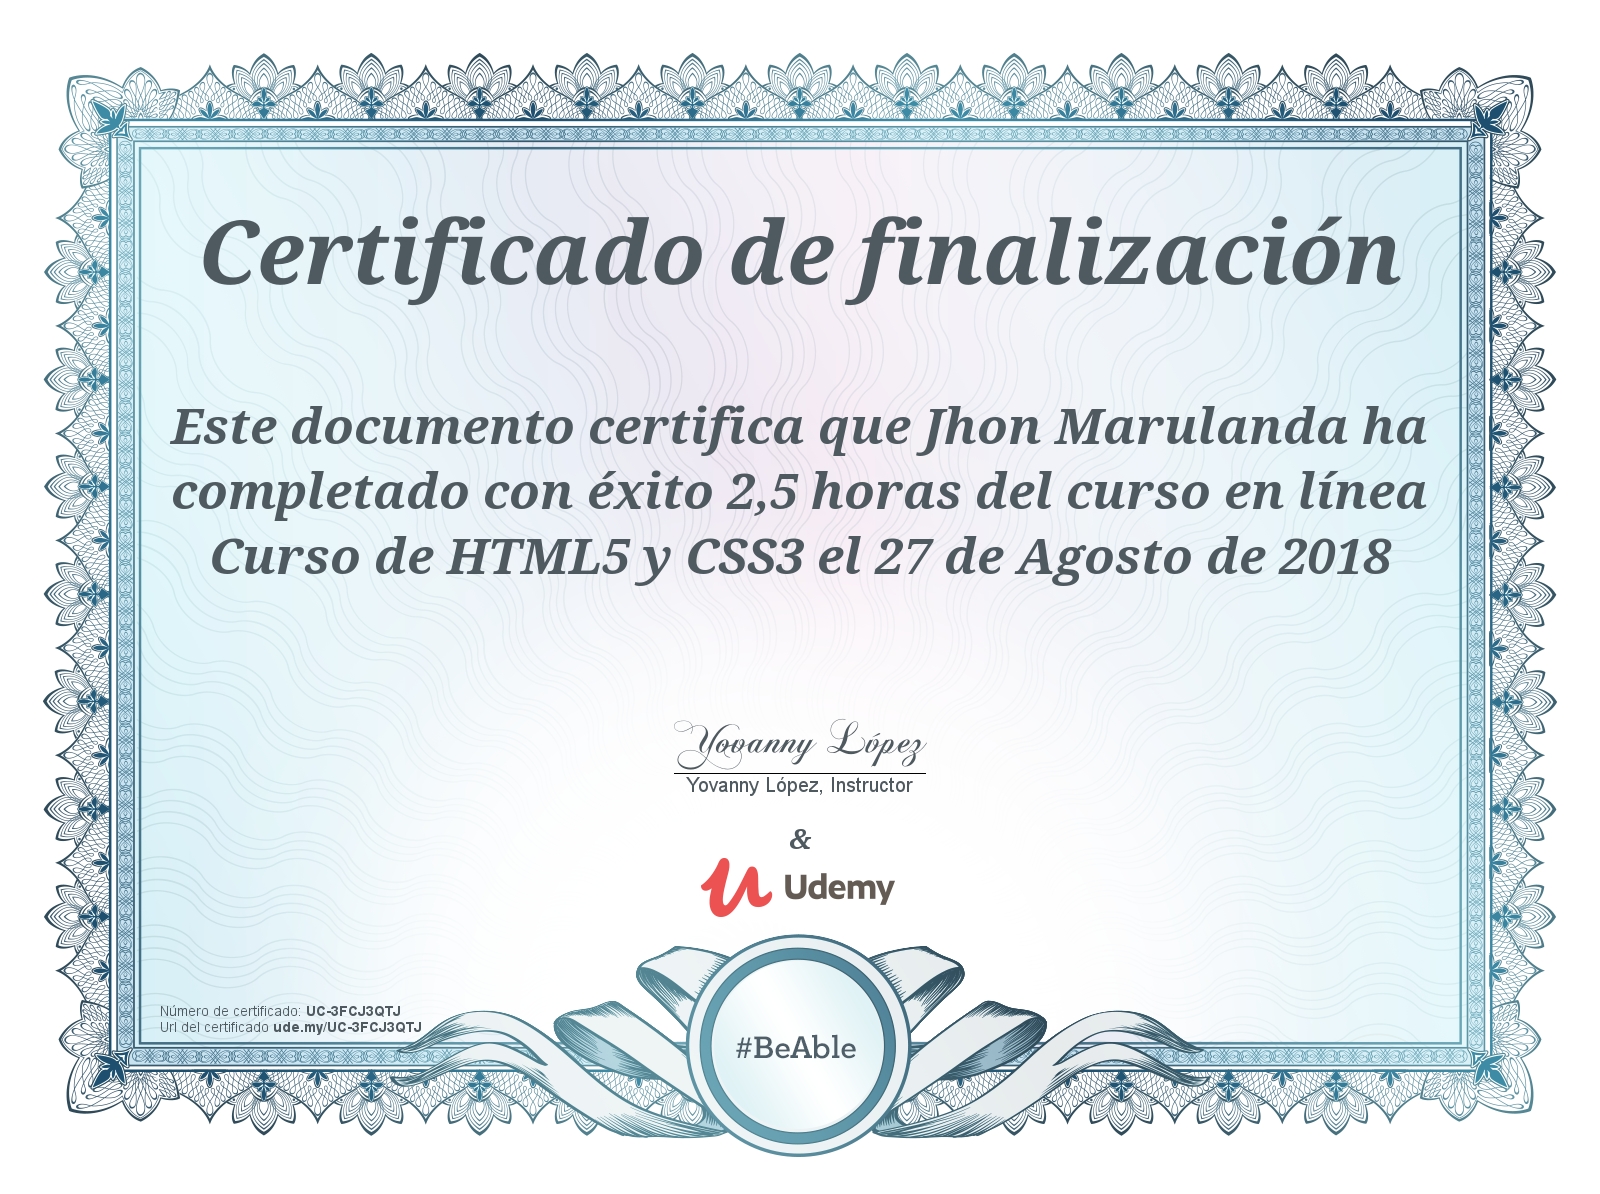 Certificado de finalización
Este documento certifica que Jhon Marulanda ha
completado con éxito 2,5 horas del curso en línea
Curso de HTML5 y CSS3 el 27 de Agosto de 2018
Yovanny López
Yovanny López, Instructor
&
Udemy
Número de certificado: UC-3FCJ3QTJ
Url del certificado ude.my/UC-3FCJ3QTJ
#BeAble